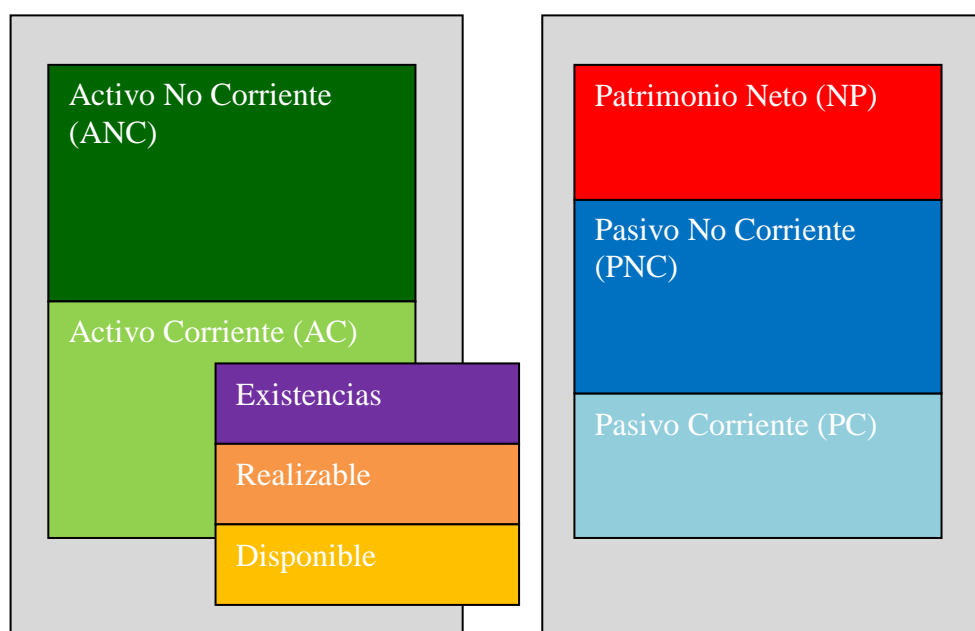 Activo No Corriente
(ANC)
Activo Corriente (AC)
Existencias
Realizable
Disponible
Patrimonio Neto (NP)
Pasivo No Corriente
(PNC)
Pasivo Corriente (PC)